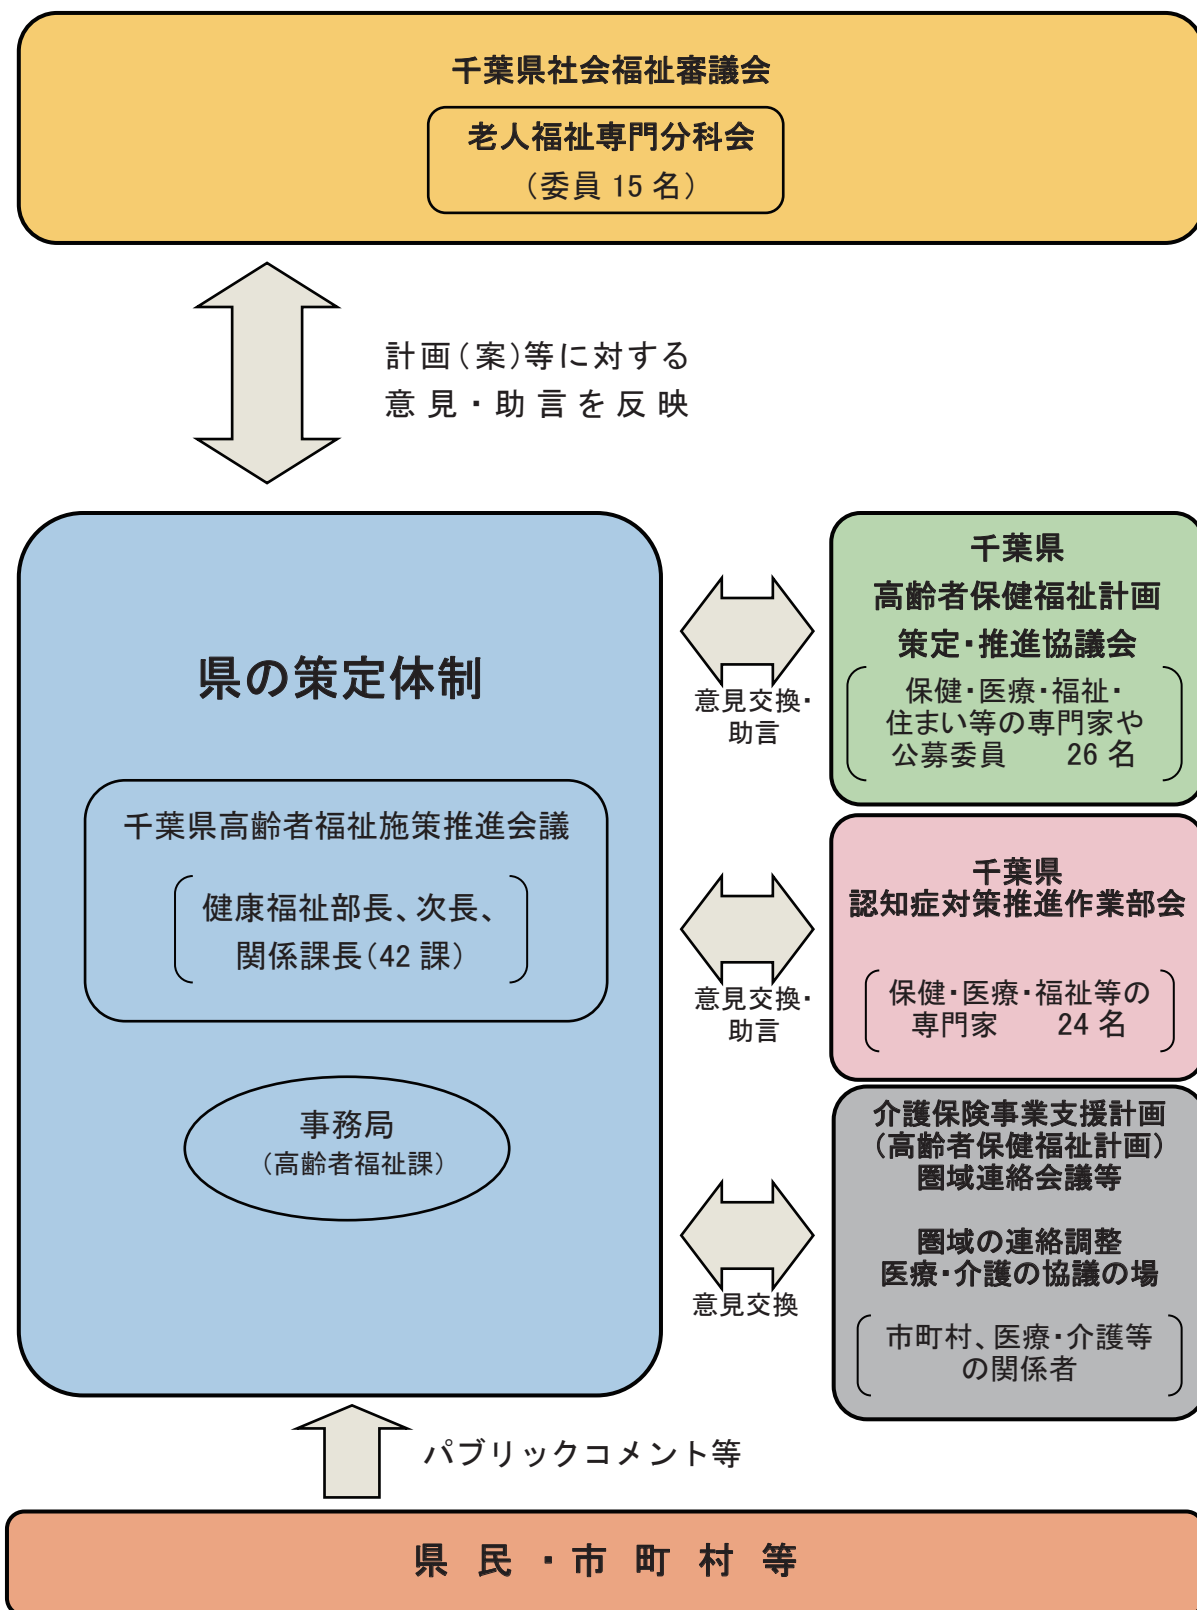 千葉県社会福祉審議会
老人福祉専門分科会
（委員 15 名）
計画（案）等に対する
意見・助言を反映
県の策定体制
千葉県高齢者福祉施策推進会議
健康福祉部長、次長、
関係課長（42 課）
事務局
（高齢者福祉課）
意見交換・
助言
千葉県
高齢者保健福祉計画
策定・推進協議会
保健・医療・福祉・
住まい等の専門家や
公募委員　　26 名
意見交換・
助言
千葉県
認知症対策推進作業部会
保健・医療・福祉等の
専門家　　24 名
意見交換
介護保険事業支援計画
（高齢者保健福祉計画）
圏域連絡会議等
圏域の連絡調整
医療・介護の協議の場
市町村、医療・介護等
の関係者
パブリックコメント等
県民・市町村等